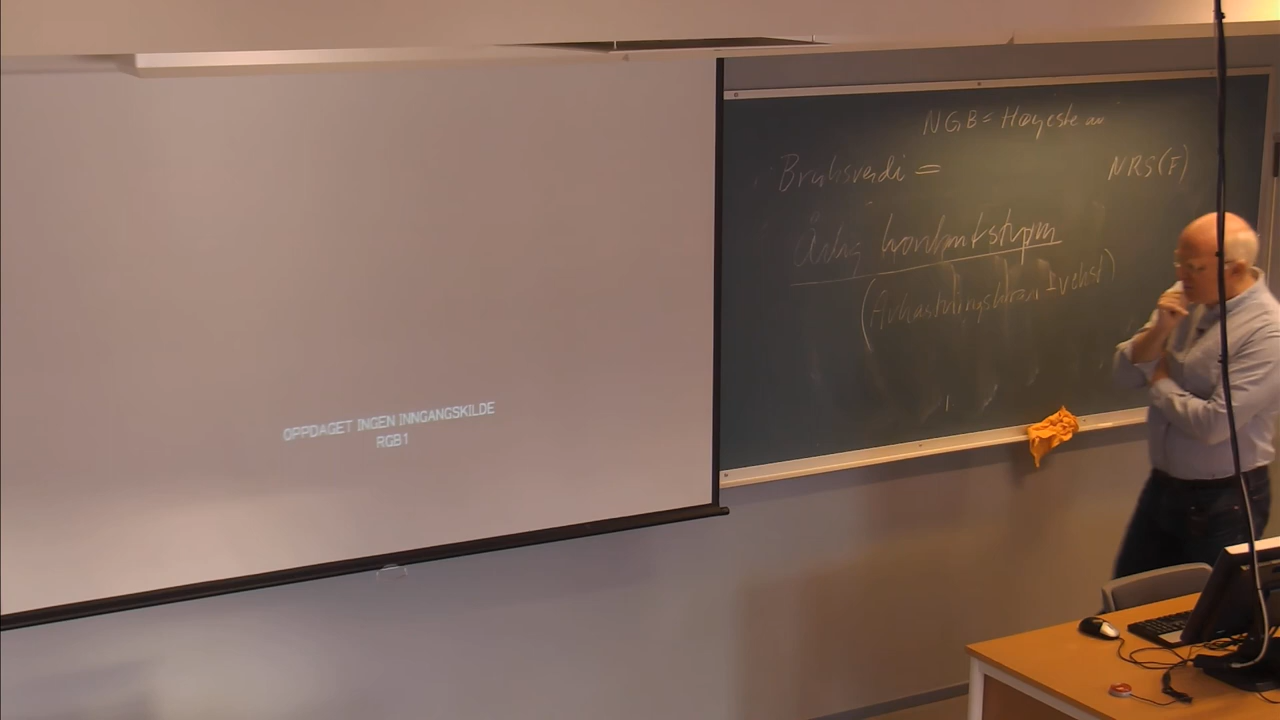 OPPDAGET INGEN INNGANGSKILDE
RGB1
NGB = Høyeste av
Bruksverdi =
NRS(F)
Årlig kontantstrøm
(Avkastningskrav - vekst)